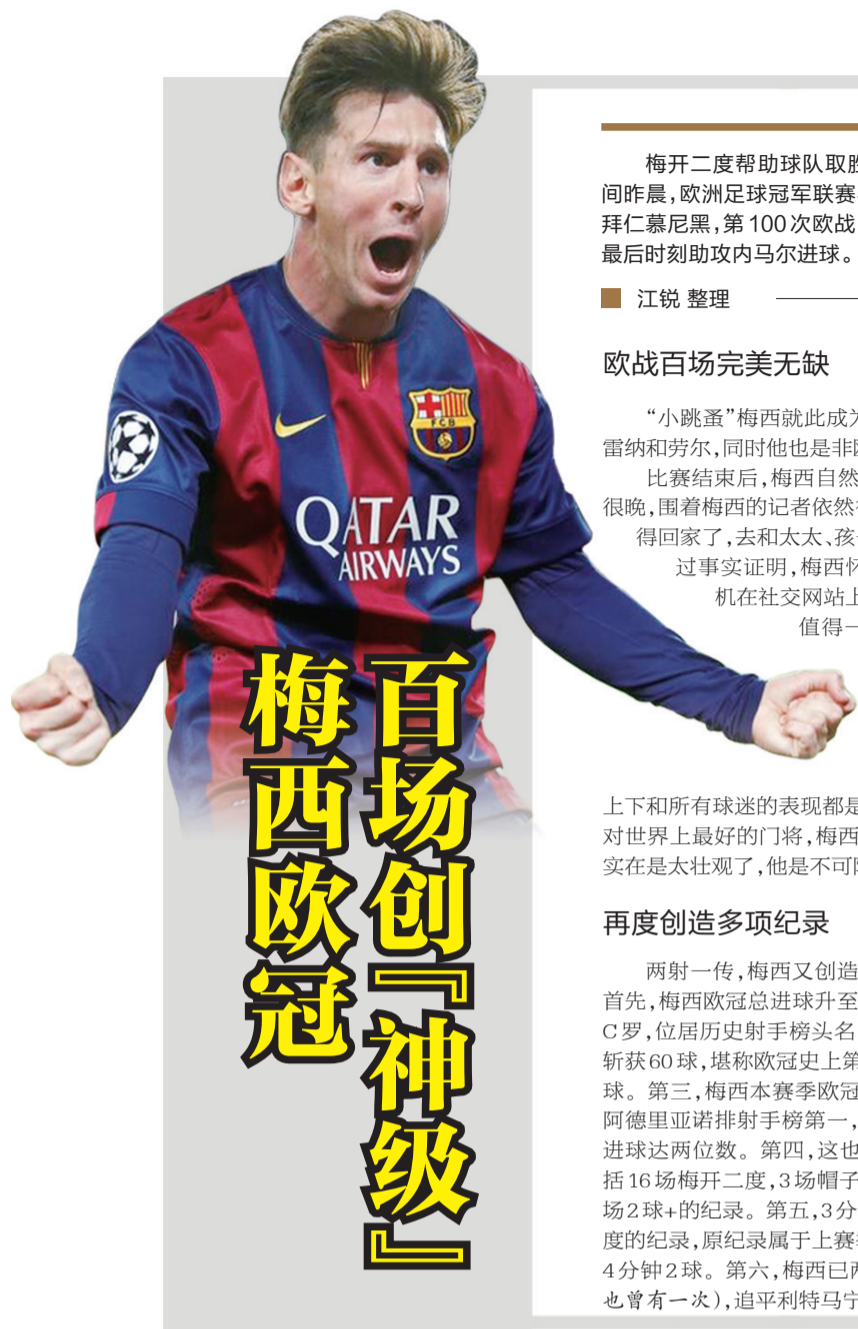 梅开二度帮助球队取胜
间昨晨,欧洲足球冠军联赛
拜仁慕尼黑,第100次欧战
最后时刻助攻内马尔进球。
江锐 整理
欧战百场完美无缺
“小跳蚤”梅西就此成为
雷纳和劳尔,同时他也是非
比赛结束后,梅西自然
很晚,围着梅西的记者依然
得回家了,去和太太、孩
过事实证明,梅西怀
机在社交网站上
值得一
FCB
QATAR
AIRWAYS
梅西欧冠
百场创『神级』
上下和所有球迷的表现都是
对世界上最好的门将,梅西
实在是太壮观了,他是不可
再度创造多项纪录
两射一传,梅西又创造
首先,梅西欧冠总进球升至
C罗,位居历史射手榜头名
斩获60球,堪称欧冠史上第
球。第三,梅西本赛季欧冠
阿德里亚诺排射手榜第一,
进球达两位数。第四,这也
括16场梅开二度,3场帽子
场2球+的纪录。第五,3分
度的纪录,原纪录属于上赛
4分钟2球。第六,梅西已
也曾有一次),追平利特马宁